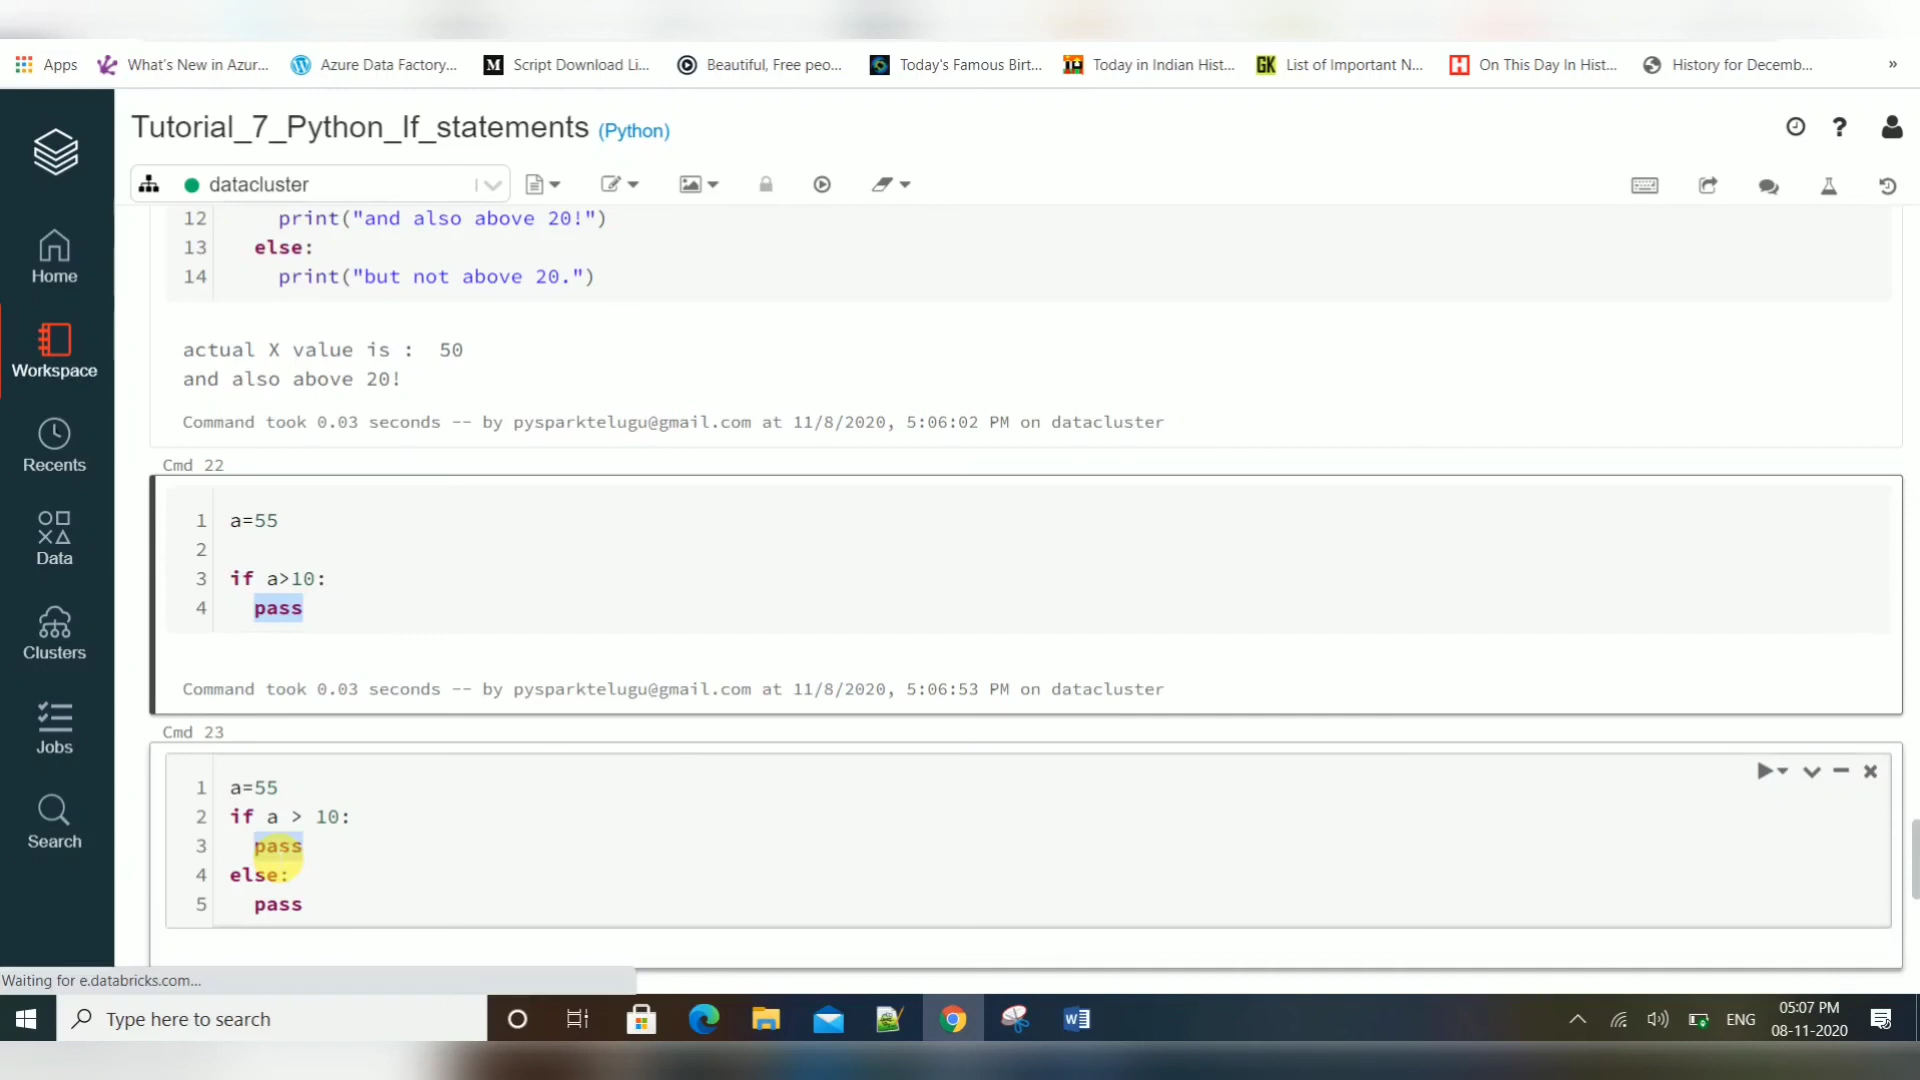 Apps What's New in Azur... Azure Data Factory... Script Download Li... Beautiful, Free peo... Today's Famous Birt... Today in Indian Hist... GK List of Important N... On This Day In Hist... History for Decemb... »
Tutorial_7_Python_If_statements (Python)
datacluster
Home
Workspace
Recents
Data
Clusters
Jobs
Search
12 print("and also above 20!")
13 else:
14 print("but not above 20.")
actual X value is : 50
and also above 20!
Command took 0.03 seconds -- by pysparktelugu@gmail.com at 11/8/2020, 5:06:02 PM on datacluster
Cmd 22
1 a=55
2
3 if a>10:
4 pass
Command took 0.03 seconds -- by pysparktelugu@gmail.com at 11/8/2020, 5:06:53 PM on datacluster
Cmd 23
1 a=55
2 if a > 10:
3 pass
4 else:
5 pass
Waiting for e.databricks.com...
Type here to search
ENG
05:07 PM
08-11-2020